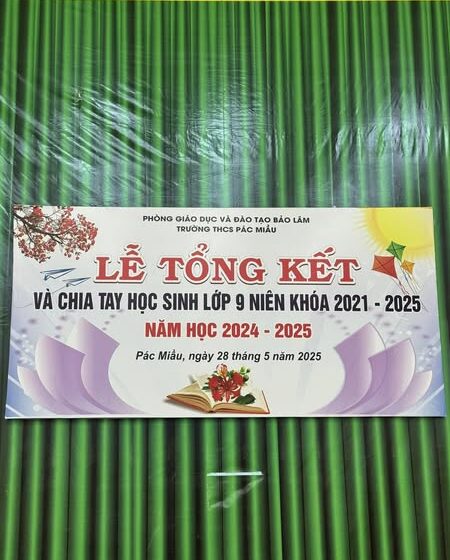 PHÒNG GIÁO DỤC VÀ ĐÀO TẠO BẢO LÂM
TRƯỜNG THCS PÁC MIẦU
LỄ TỔNG KẾT
VÀ CHIA TAY HỌC SINH LỚP 9 NIÊN KHÓA 2021 - 2025
NĂM HỌC 2024 - 2025
Pác Miầu, ngày 28 tháng 5 năm 2025